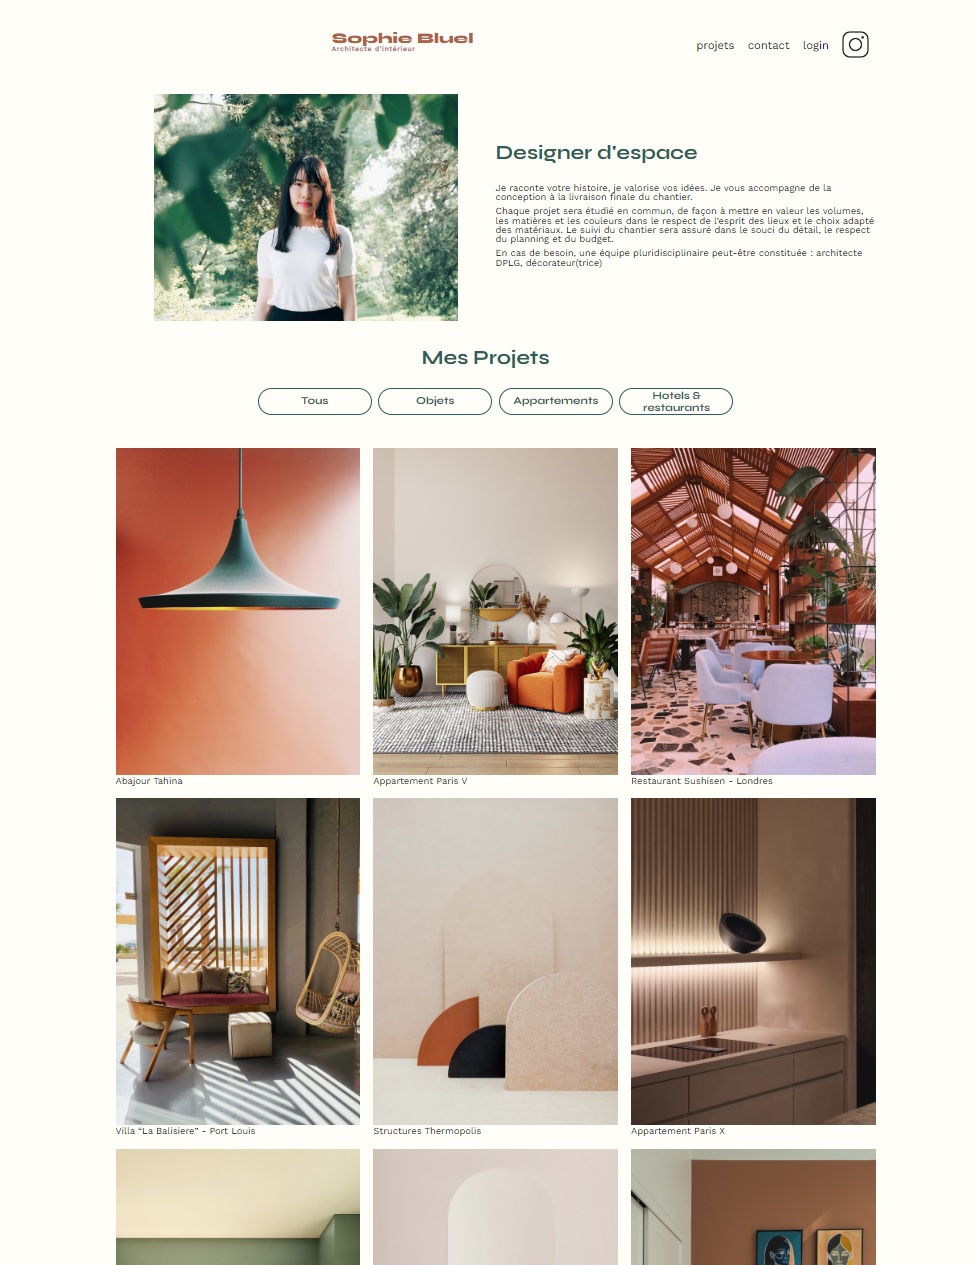 Sophie Bluel
Architecte d'intérieur
projets contact login
Designer d'espace
Je raconte votre histoire, je valorise vos idées. Je vous accompagne de la
conception à la livraison finale du chantier.
Chaque projet sera étudié en commun, de façon à mettre en valeur les volumes,
les matières et les couleurs dans le respect de l'esprit des lieux et le choix adapté
des matériaux. Le suivi du chantier sera assuré dans le souci du détail, le respect
du planning et du budget.
En cas de besoin, une équipe pluridisciplinaire peut-être constituée : architecte
DPLG, décorateur(trice)
Mes Projets
Tous
Objets
Appartements
Hotels &
restaurants
Abajour Tahina
Appartement Paris V
Restaurant Sushisen - Londres
Villa “La Balisiere” - Port Louis
Structures Thermopolis
Appartement Paris X